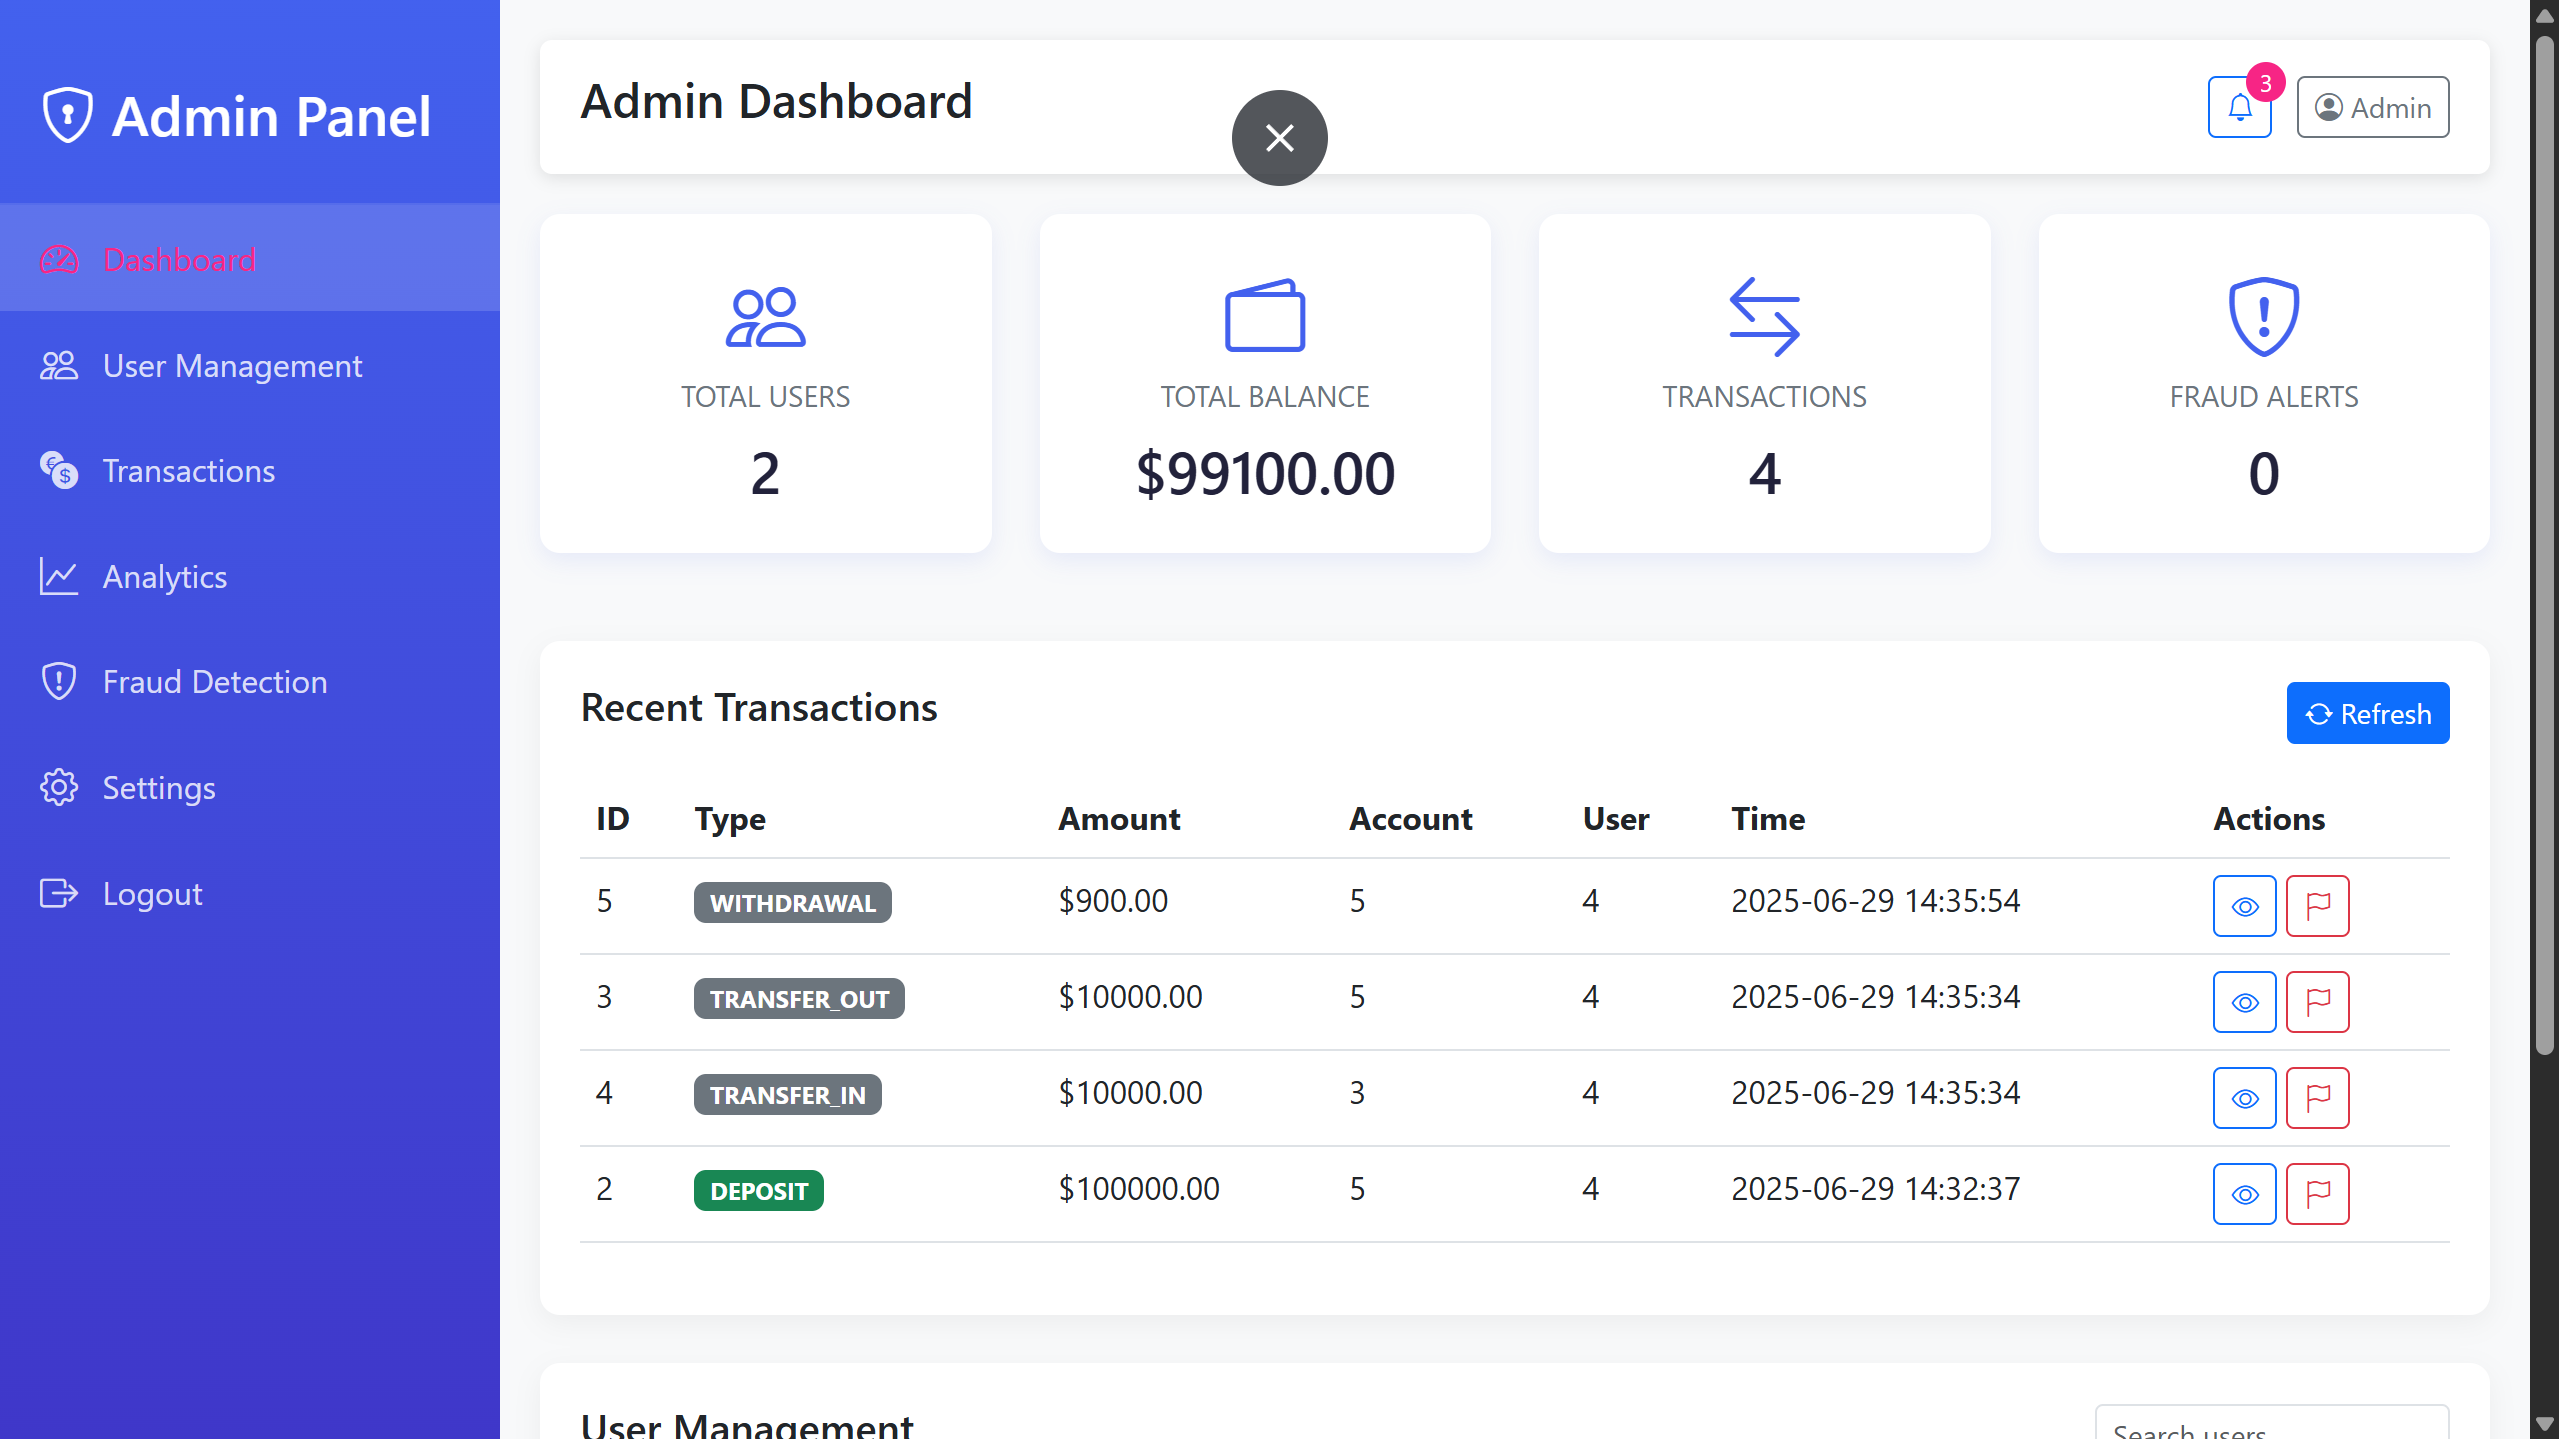 Admin Panel
Dashboard
User Management
€ $ Transactions
Analytics
Fraud Detection
Settings
Logout
Admin Dashboard
3
Admin
TOTAL USERS
2
TOTAL BALANCE
$99100.00
TRANSACTIONS
4
FRAUD ALERTS
0
Recent Transactions
Refresh
ID Type Amount Account User Time Actions
5 WITHDRAWAL $900.00 5 4 2025-06-29 14:35:54
3 TRANSFER_OUT $10000.00 5 4 2025-06-29 14:35:34
4 TRANSFER_IN $10000.00 3 4 2025-06-29 14:35:34
2 DEPOSIT $100000.00 5 4 2025-06-29 14:32:37
User Management
Search users